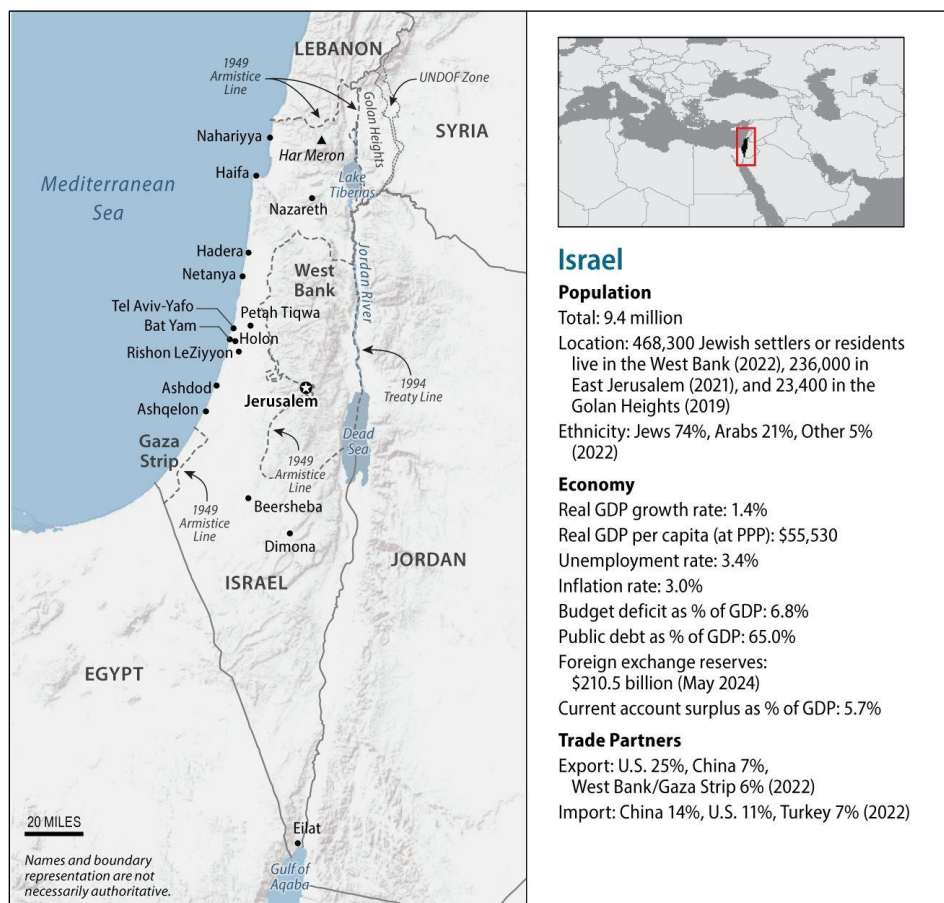 LEBANON
1949
Armistice
Line
UNDOF Zone
Golan Heights
SYRIA
Nahariyya
Har Meron
Haifa
Lake
Tiberias
Mediterranean
Sea
Nazareth
Hadera
West
Bank
Jordan River
Netanya
Tel Aviv-Yafo
Petah Tiqwa
Bat Yam
Holon
Rishon LeZiyyon
1994
Treaty Line
Ashdod
Jerusalem
Ashqelon
Gaza
Strip
Dead
Sea
1949
Armistice
Line
1949
Armistice
Line
Beersheba
Dimona
JORDAN
ISRAEL
EGYPT
20 MILES
Eilat
Gulf of
Aqaba
Names and boundary
representation are not
necessarily authoritative.
Israel
Population
Total: 9.4 million
Location: 468,300 Jewish settlers or residents
live in the West Bank (2022), 236,000 in
East Jerusalem (2021), and 23,400 in the
Golan Heights (2019)
Ethnicity: Jews 74%, Arabs 21%, Other 5%
(2022)
Economy
Real GDP growth rate: 1.4%
Real GDP per capita (at PPP): $55,530
Unemployment rate: 3.4%
Inflation rate: 3.0%
Budget deficit as % of GDP: 6.8%
Public debt as % of GDP: 65.0%
Foreign exchange reserves:
$210.5 billion (May 2024)
Current account surplus as % of GDP: 5.7%
Trade Partners
Export: U.S. 25%, China 7%,
West Bank/Gaza Strip 6% (2022)
Import: China 14%, U.S. 11%, Turkey 7% (2022)